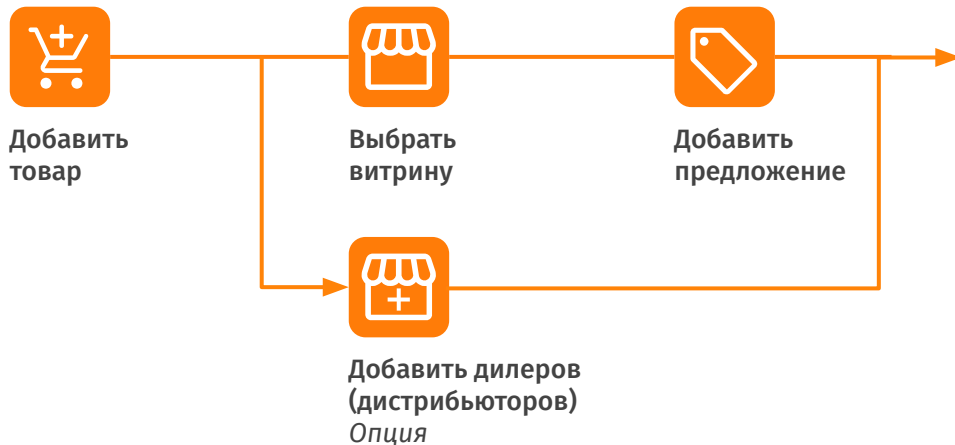 Добавить
товар
Выбрать
витрину
Добавить
предложение
Добавить дилеров
(дистрибьюторов)
Опция